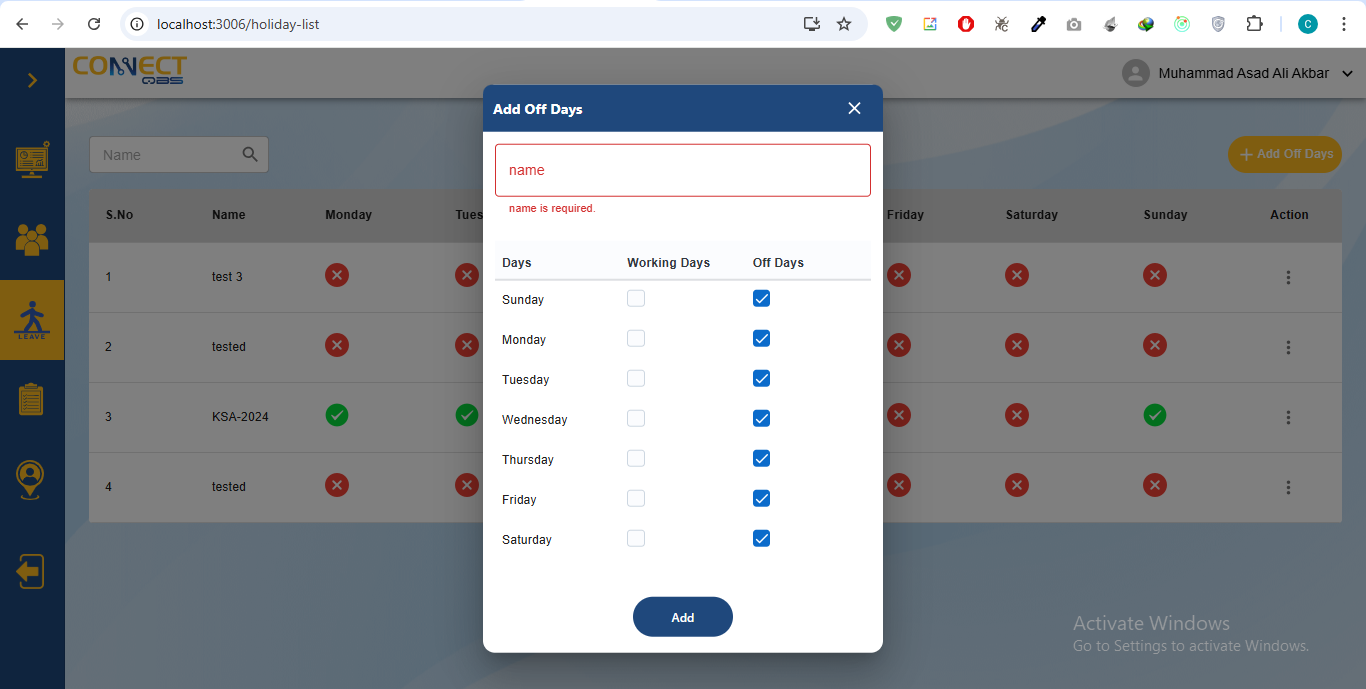 localhost:3006/holiday-list
C
CONNECT
QBS
Muhammad Asad Ali Akbar
Add Off Days
Name
+ Add Off Days
name
name is required.
S.No Name Monday Tues Friday Saturday Sunday Action
1 test 3
2 tested
3 KSA-2024
4 tested
Days Working Days Off Days
Sunday
Monday
Tuesday
Wednesday
Thursday
Friday
Saturday
Add
LEAVE
Activate Windows
Go to Settings to activate Windows.